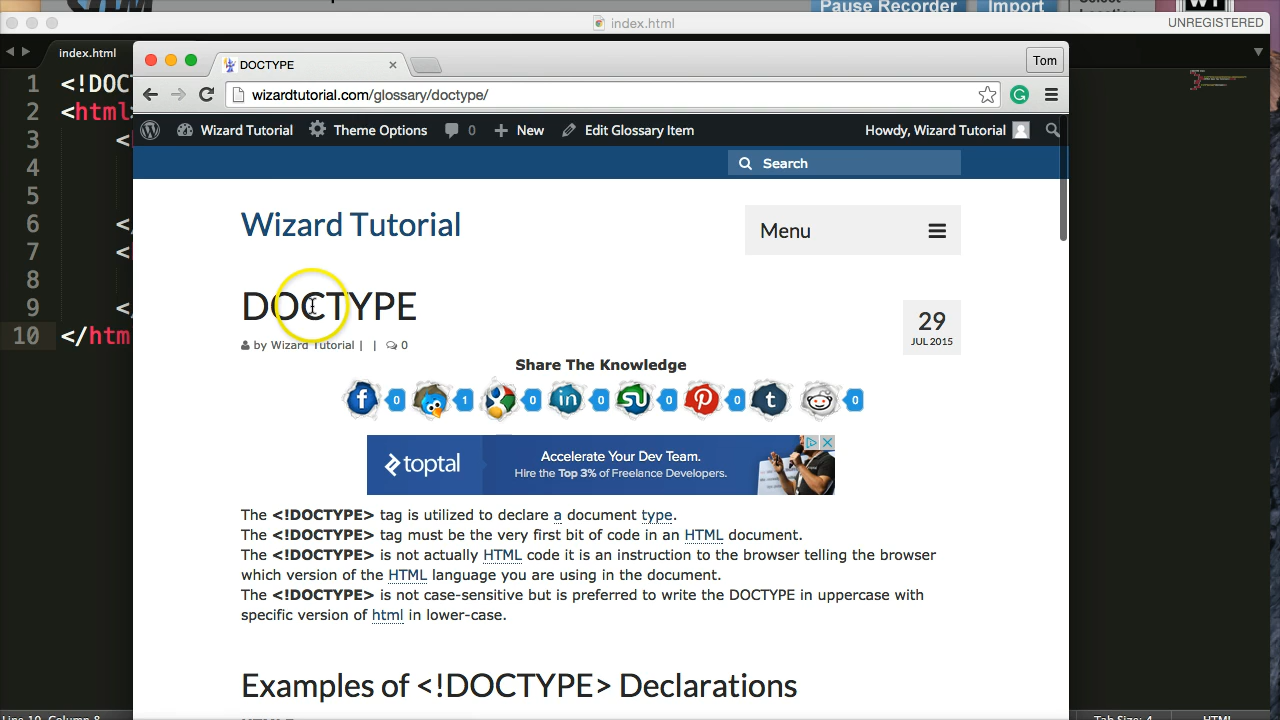 Pause Recorder Import
index.html UNREGISTERED
index.html
DOCTYPE
Tom
wizardtutorial.com/glossary/doctype/
Wizard Tutorial Theme Options 0 New Edit Glossary Item Howdy, Wizard Tutorial
Search
Wizard Tutorial
Menu
DOCTYPE
29
JUL 2015
by Wizard Tutorial | | 0
Share The Knowledge
0 1 0 0 0 0 0
toptal
Accelerate Your Dev Team.
Hire the Top 3% of Freelance Developers.
The <!DOCTYPE> tag is utilized to declare a document type.
The <!DOCTYPE> tag must be the very first bit of code in an HTML document.
The <!DOCTYPE> is not actually HTML code it is an instruction to the browser telling the browser
which version of the HTML language you are using in the document.
The <!DOCTYPE> is not case-sensitive but is preferred to write the DOCTYPE in uppercase with
specific version of html in lower-case.
Examples of <!DOCTYPE> Declarations
1 <!DOC
2 <html>
3 <
4
5
6 </
7 <
8
9 </
10 </htm